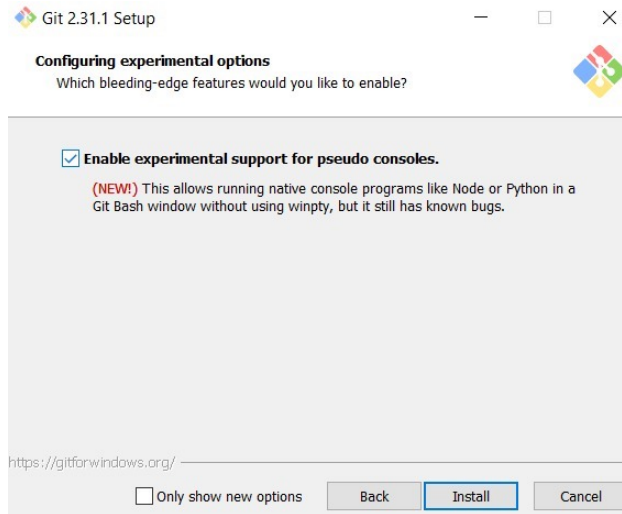 Git 2.31.1 Setup
Configuring experimental options
Which bleeding-edge features would you like to enable?
Enable experimental support for pseudo consoles.
(NEW!) This allows running native console programs like Node or Python in a
Git Bash window without using winpty, but it still has known bugs.
https://gitforwindows.org/
Only show new options
Back
Install
Cancel